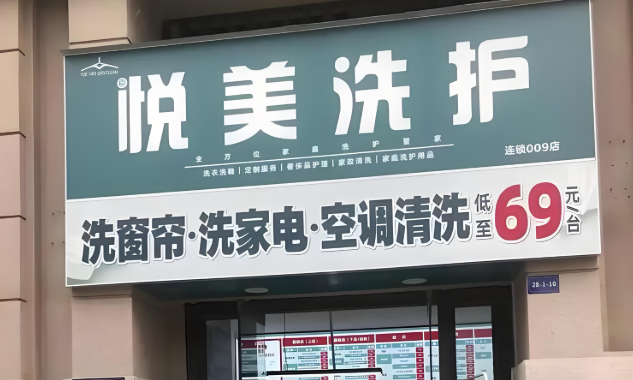 悦美洗护
全方位家庭洗护管家
洗衣洗鞋 | 定制服务 | 奢侈品护理 | 家政清洗 | 家庭洗护用品
连锁009店
洗窗帘·洗家电·空调清洗低至69元/台
28-1-10